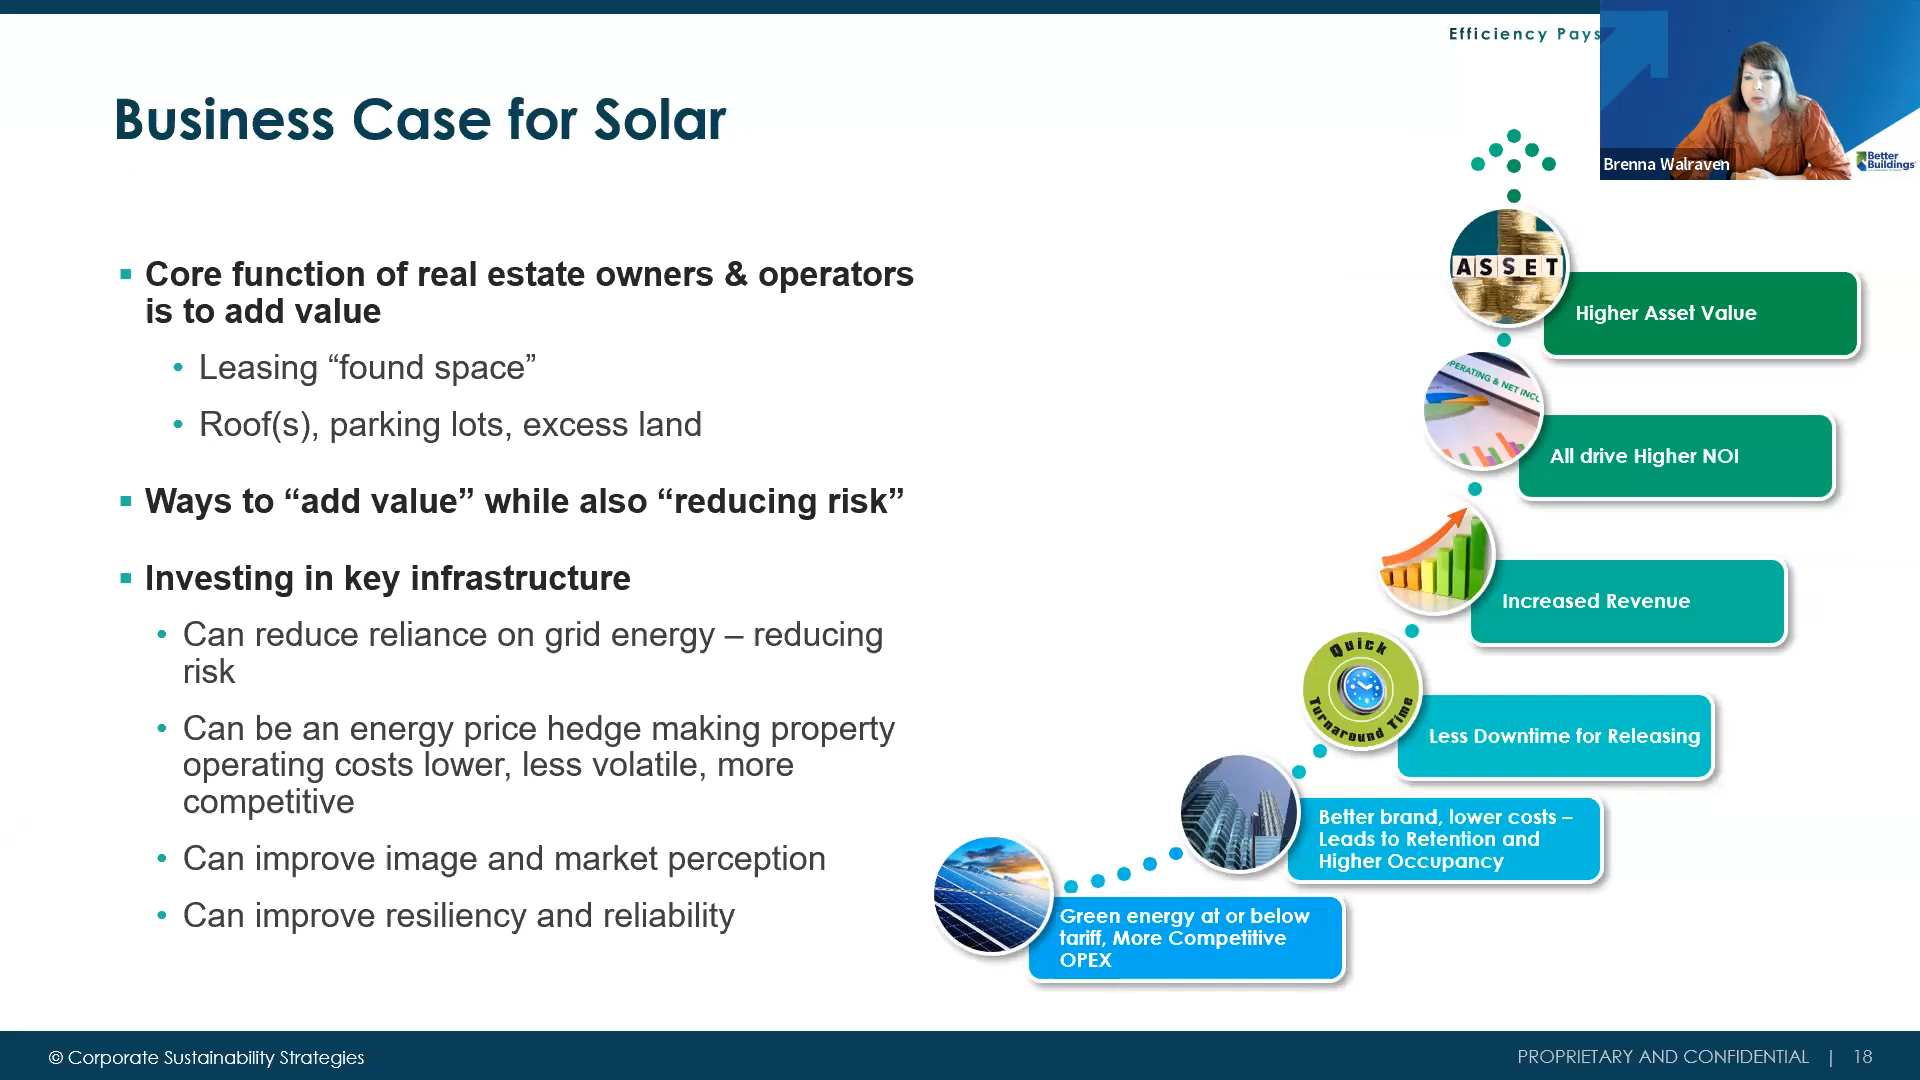 Efficiency Pays
Business Case for Solar
Brenna Walraven
Better
Buildings
Core function of real estate owners & operators
is to add value
Leasing “found space”
Roof(s), parking lots, excess land
Ways to “add value” while also “reducing risk”
Investing in key infrastructure
Can reduce reliance on grid energy – reducing
risk
Can be an energy price hedge making property
operating costs lower, less volatile, more
competitive
Can improve image and market perception
Can improve resiliency and reliability
ASSET
Higher Asset Value
PERATING & NET INCO
All drive Higher NOI
Increased Revenue
Quick
Turnaround Time
Less Downtime for Releasing
Better brand, lower costs –
Leads to Retention and
Higher Occupancy
Green energy at or below
tariff, More Competitive
OPEX
© Corporate Sustainability Strategies
PROPRIETARY AND CONFIDENTIAL | 18